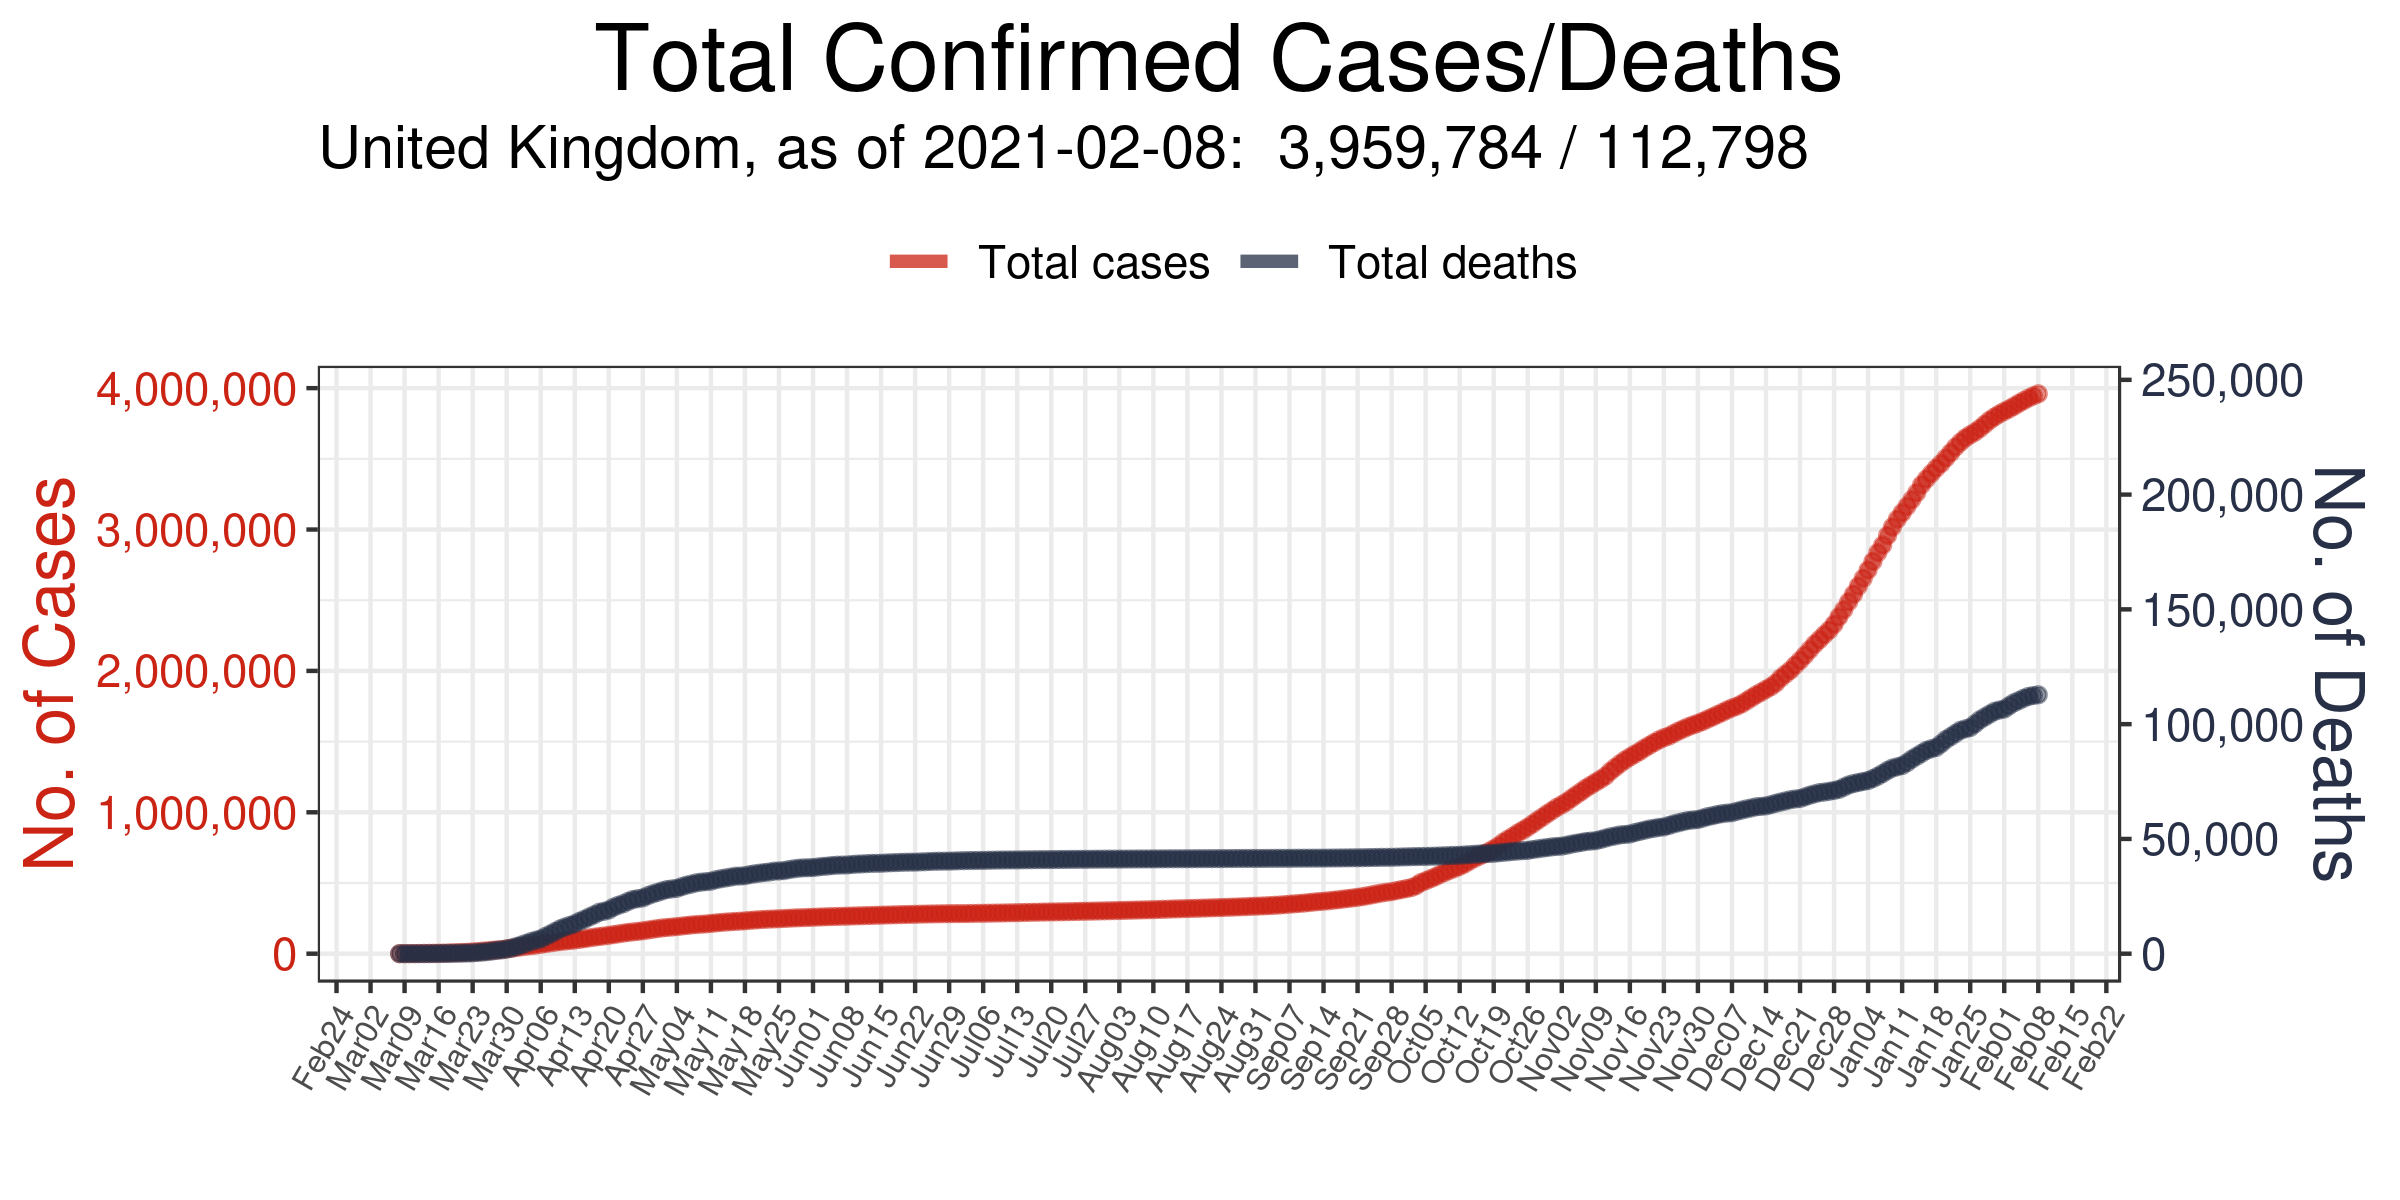 Total Confirmed Cases/Deaths
United Kingdom, as of 2021-02-08:  3,959,784 / 112,798
Total cases
Total deaths
No. of Cases
4,000,000
3,000,000
2,000,000
1,000,000
0
250,000
200,000
150,000
100,000
50,000
0
No. of Deaths
Feb24
Mar02
Mar09
Mar16
Mar23
Mar30
Apr06
Apr13
Apr20
Apr27
May04
May11
May18
May25
Jun01
Jun08
Jun15
Jun22
Jun29
Jul06
Jul13
Jul20
Jul27
Aug03
Aug10
Aug17
Aug24
Aug31
Sep07
Sep14
Sep21
Sep28
Oct05
Oct12
Oct19
Oct26
Nov02
Nov09
Nov16
Nov23
Nov30
Dec07
Dec14
Dec21
Dec28
Jan04
Jan11
Jan18
Jan25
Feb01
Feb08
Feb15
Feb22